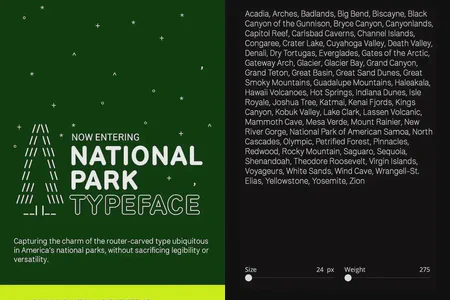 NOW ENTERING
NATIONAL
PARK
TYPEFACE
Capturing the charm of the router-carved type ubiquitous
in America's national parks, without sacrificing legibility or
versatility.
Acadia, Arches, Badlands, Big Bend, Biscayne, Black
Canyon of the Gunnison, Bryce Canyon, Canyonlands,
Capitol Reef, Carlsbad Caverns, Channel Islands,
Congaree, Crater Lake, Cuyahoga Valley, Death Valley,
Denali, Dry Tortugas, Everglades, Gates of the Arctic,
Gateway Arch, Glacier, Glacier Bay, Grand Canyon,
Grand Teton, Great Basin, Great Sand Dunes, Great
Smoky Mountains, Guadalupe Mountains, Haleakala,
Hawaii Volcanoes, Hot Springs, Indiana Dunes, Isle
Royale, Joshua Tree, Katmai, Kenai Fjords, Kings
Canyon, Kobuk Valley, Lake Clark, Lassen Volcanic,
Mammoth Cave, Mesa Verde, Mount Rainier, New
River Gorge, National Park of American Samoa, North
Cascades, Olympic, Petrified Forest, Pinnacles,
Redwood, Rocky Mountain, Saguaro, Sequoia,
Shenandoah, Theodore Roosevelt, Virgin Islands,
Voyageurs, White Sands, Wind Cave, Wrangell-St.
Elias, Yellowstone, Yosemite, Zion
Size 24 px Weight 275